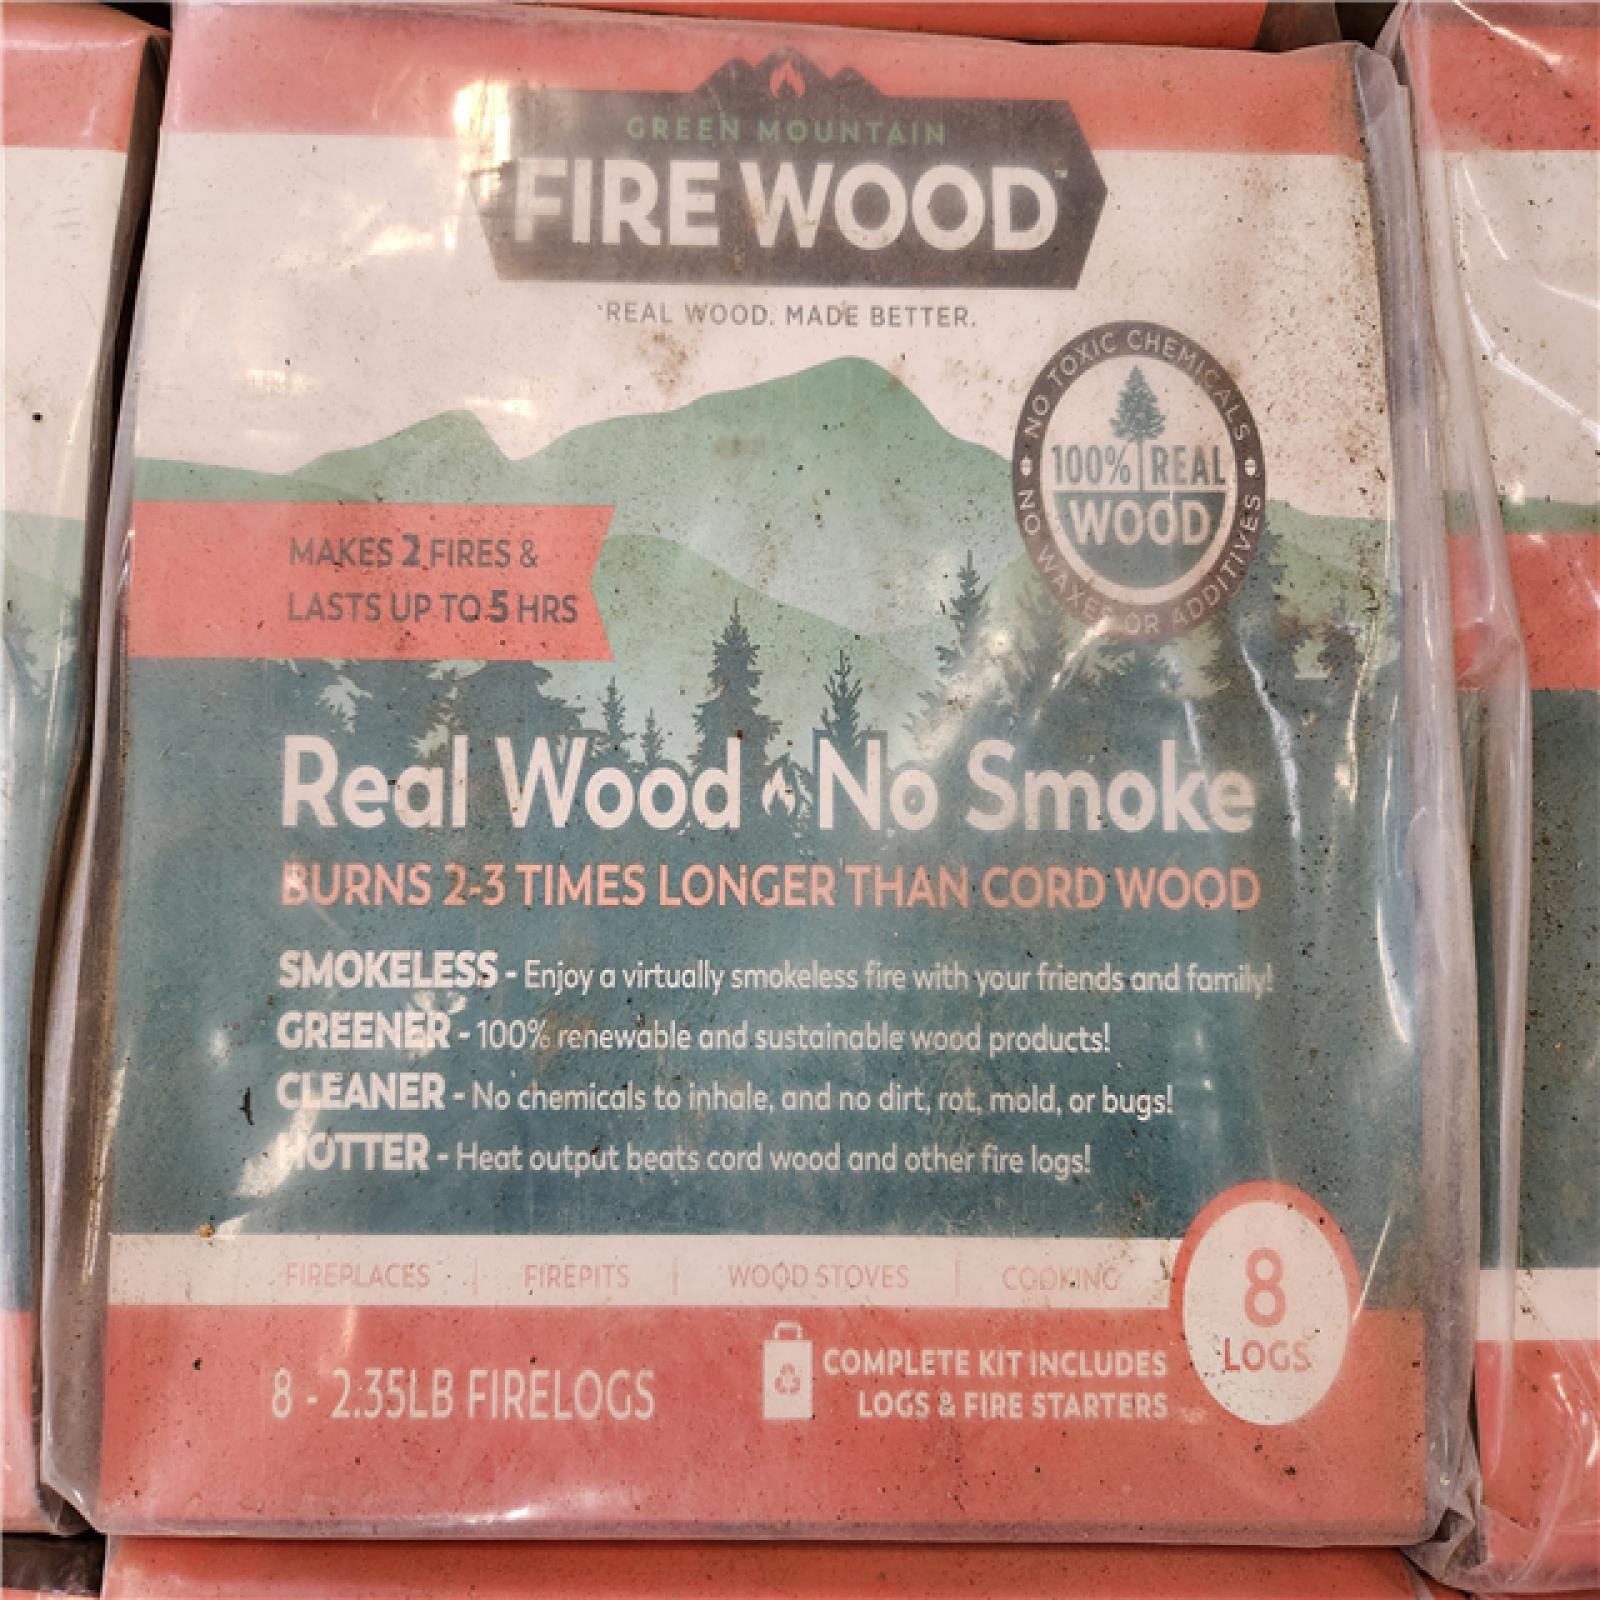 GREEN MOUNTAIN
FIRE WOOD™
REAL WOOD. MADE BETTER.
NO TOXIC CHEMICALS
100% REAL
WOOD
NO WAXES OR ADDITIVES
MAKES 2 FIRES &
LASTS UP TO 5 HRS
Real Wood No Smoke
BURNS 2-3 TIMES LONGER THAN CORD WOOD
SMOKELESS - Enjoy a virtually smokeless fire with your friends and family!
GREENER - 100% renewable and sustainable wood products!
CLEANER - No chemicals to inhale, and no dirt, rot, mold, or bugs!
HOTTER - Heat output beats cord wood and other fire logs!
FIREPLACES | FIREPITS | WOOD STOVES | COOKING
8
LOGS
8 - 2.35LB FIRELOGS
COMPLETE KIT INCLUDES
LOGS & FIRE STARTERS